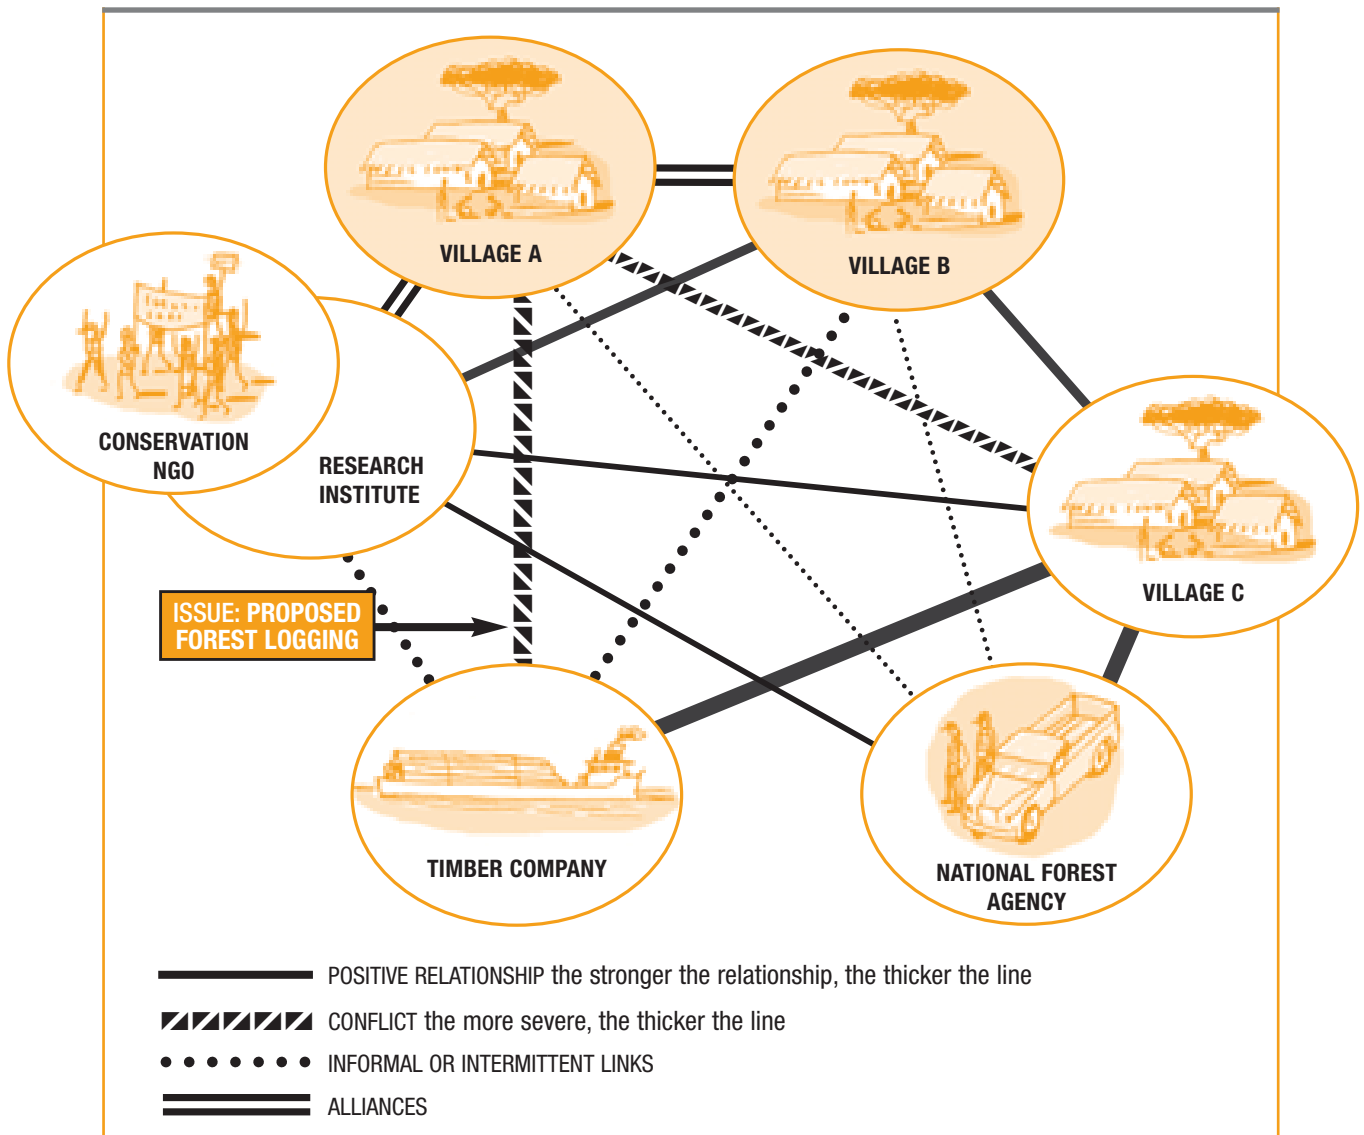 VILLAGE A
VILLAGE B
CONSERVATION
NGO
RESEARCH
INSTITUTE
VILLAGE C
ISSUE: PROPOSED
FOREST LOGGING
TIMBER COMPANY
NATIONAL FOREST
AGENCY
POSITIVE RELATIONSHIP the stronger the relationship, the thicker the line
CONFLICT the more severe, the thicker the line
INFORMAL OR INTERMITTENT LINKS
ALLIANCES